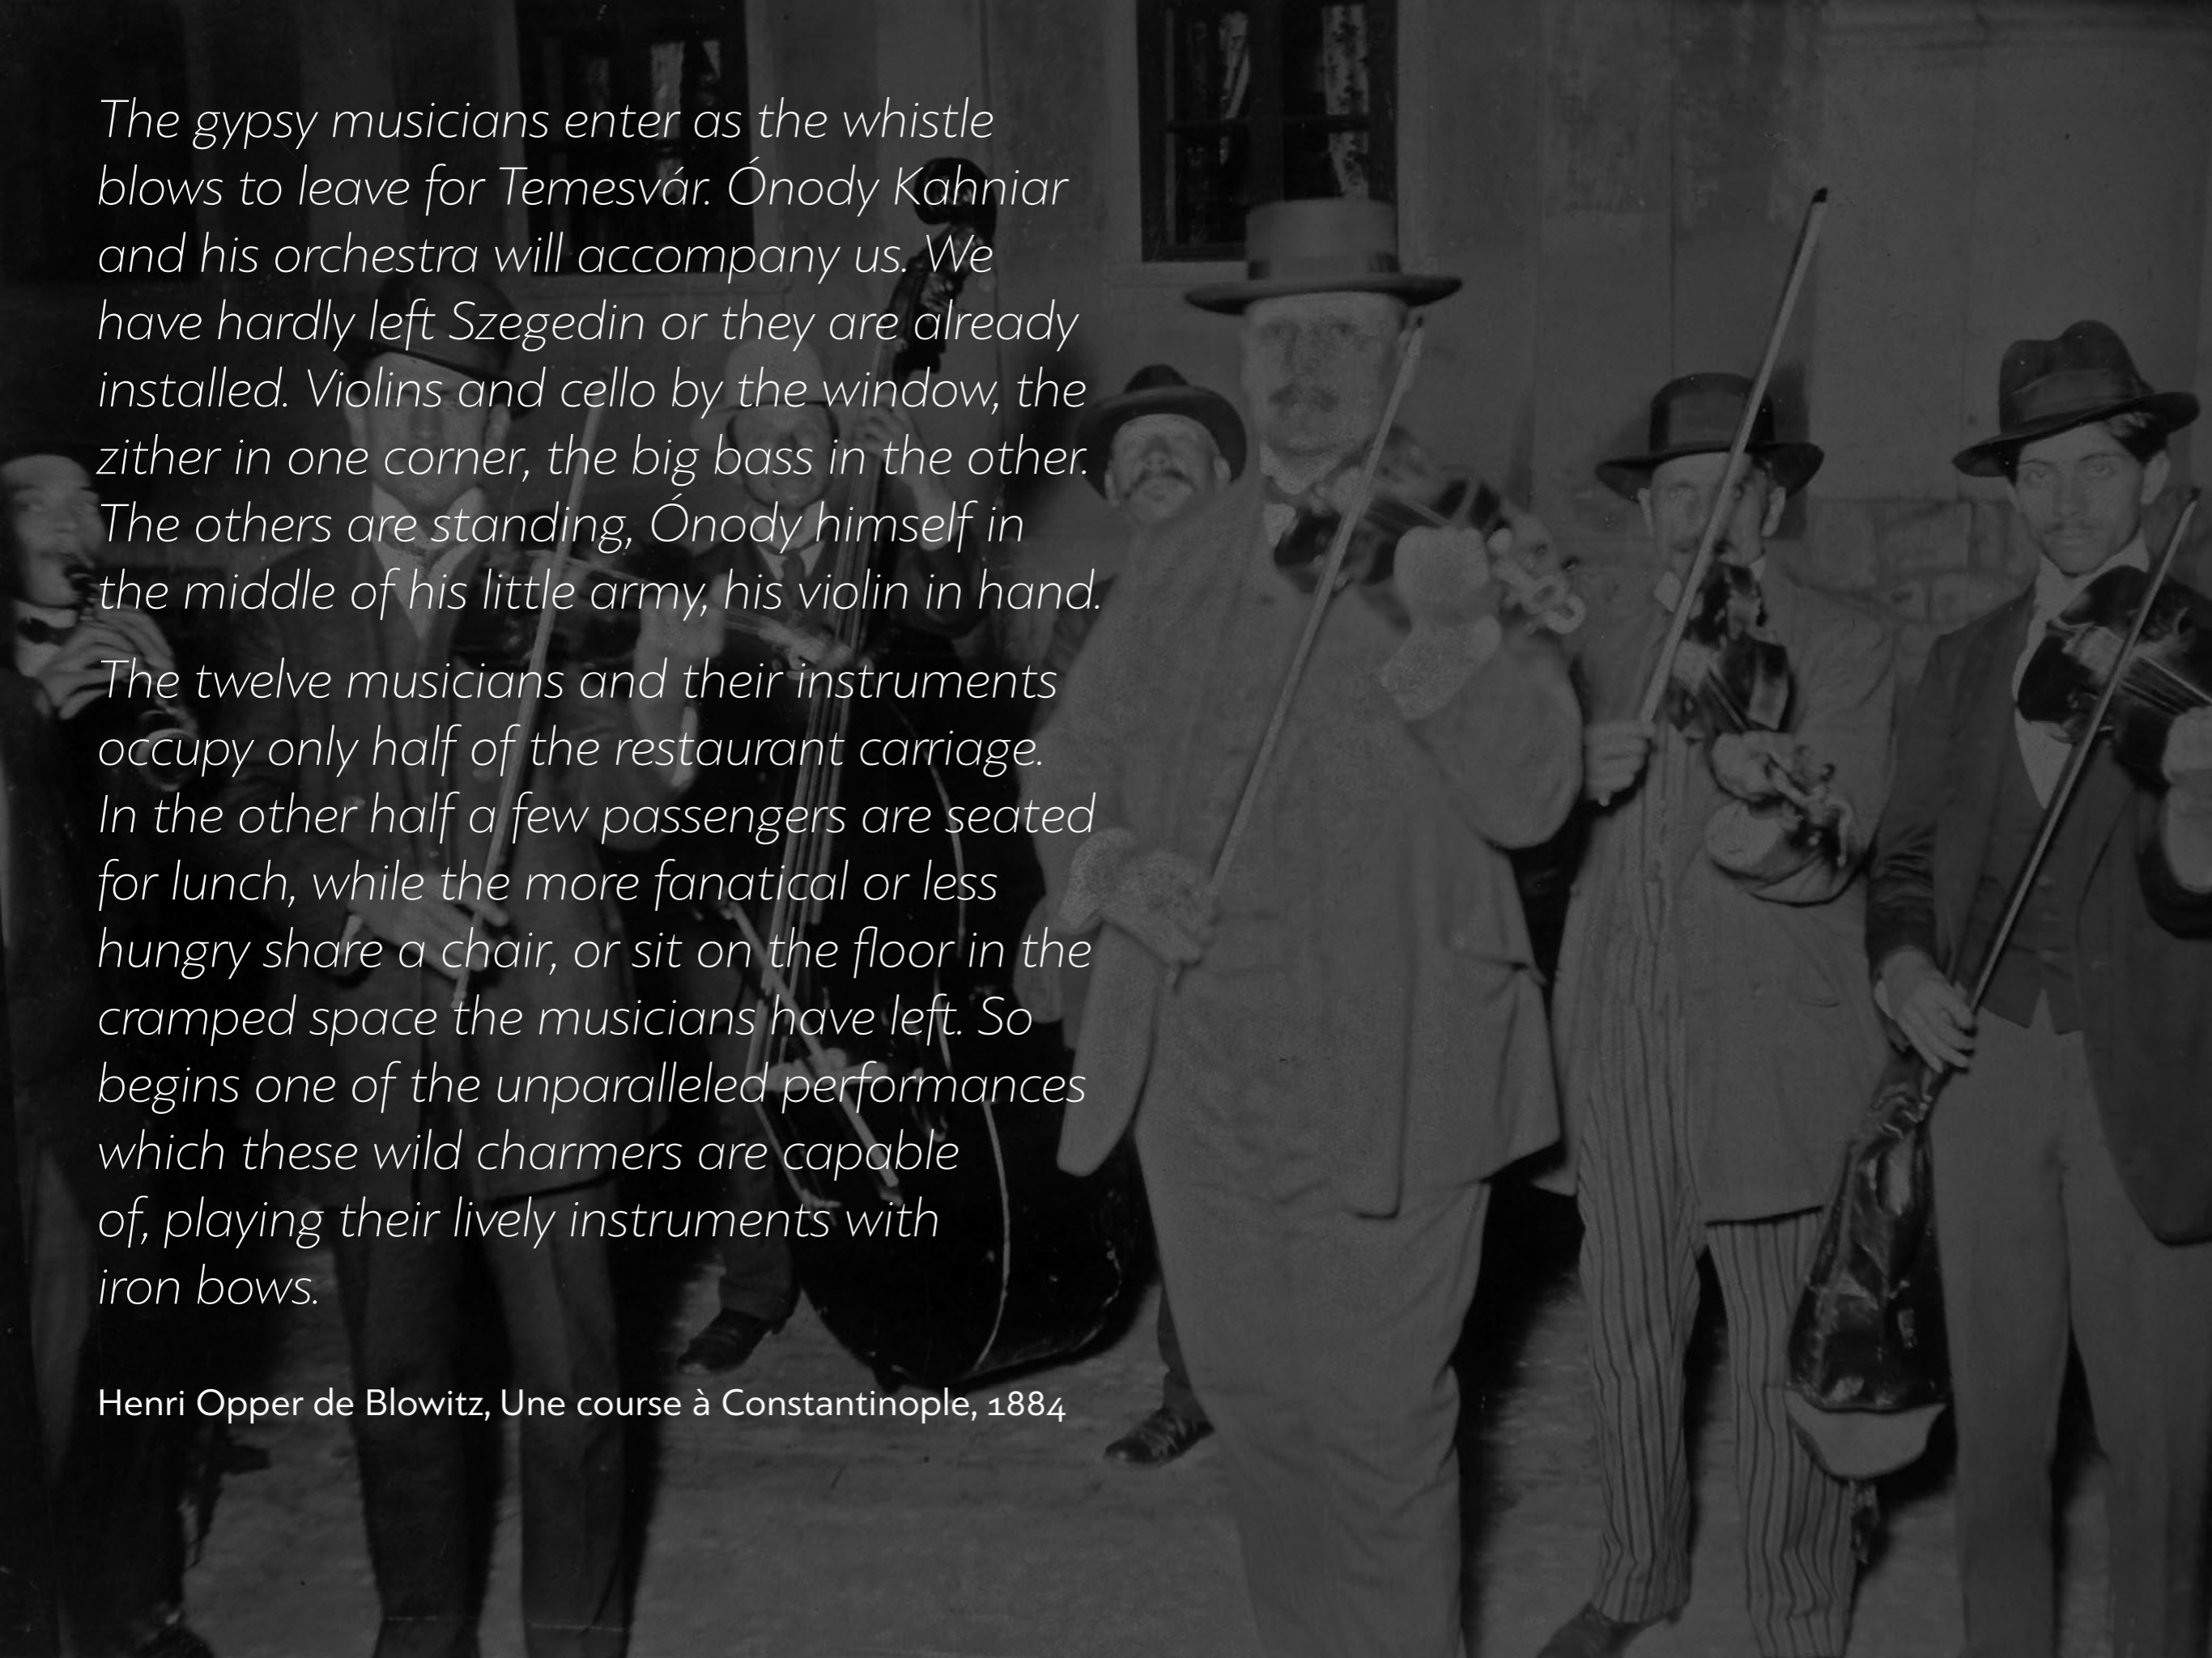 The gypsy musicians enter as the whistle
blows to leave for Temesvár. Ónody Kahniar
and his orchestra will accompany us. We
have hardly left Szegedin or they are already
installed. Violins and cello by the window, the
zither in one corner, the big bass in the other.
The others are standing, Ónody himself in
the middle of his little army, his violin in hand.
The twelve musicians and their instruments
occupy only half of the restaurant carriage.
In the other half a few passengers are seated
for lunch, while the more fanatical or less
hungry share a chair, or sit on the floor in the
cramped space the musicians have left. So
begins one of the unparalleled performances
which these wild charmers are capable
of, playing their lively instruments with
iron bows.
Henri Opper de Blowitz, Une course à Constantinople, 1884